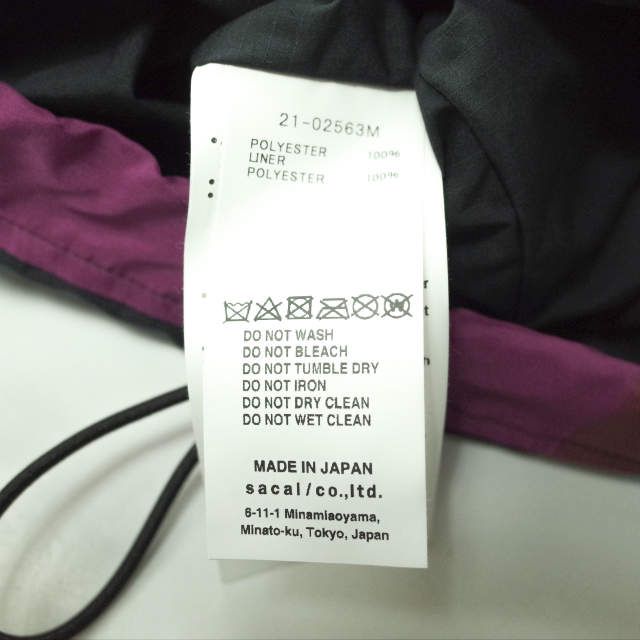 21-02563M
POLYESTER 100%
LINER
POLYESTER 100%
DO NOT WASH
DO NOT BLEACH
DO NOT TUMBLE DRY
DO NOT IRON
DO NOT DRY CLEAN
DO NOT WET CLEAN
MADE IN JAPAN
sacai/co.,ltd.
6-11-1 Minamiaoyama,
Minato-ku, Tokyo, Japan